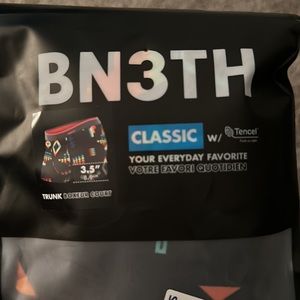 BN3TH
CLASSIC W/ Tencel
YOUR EVERYDAY FAVORITE
VOTRE FAVORI QUOTIDIEN
3.5"
TRUNK BOXEUR COURT